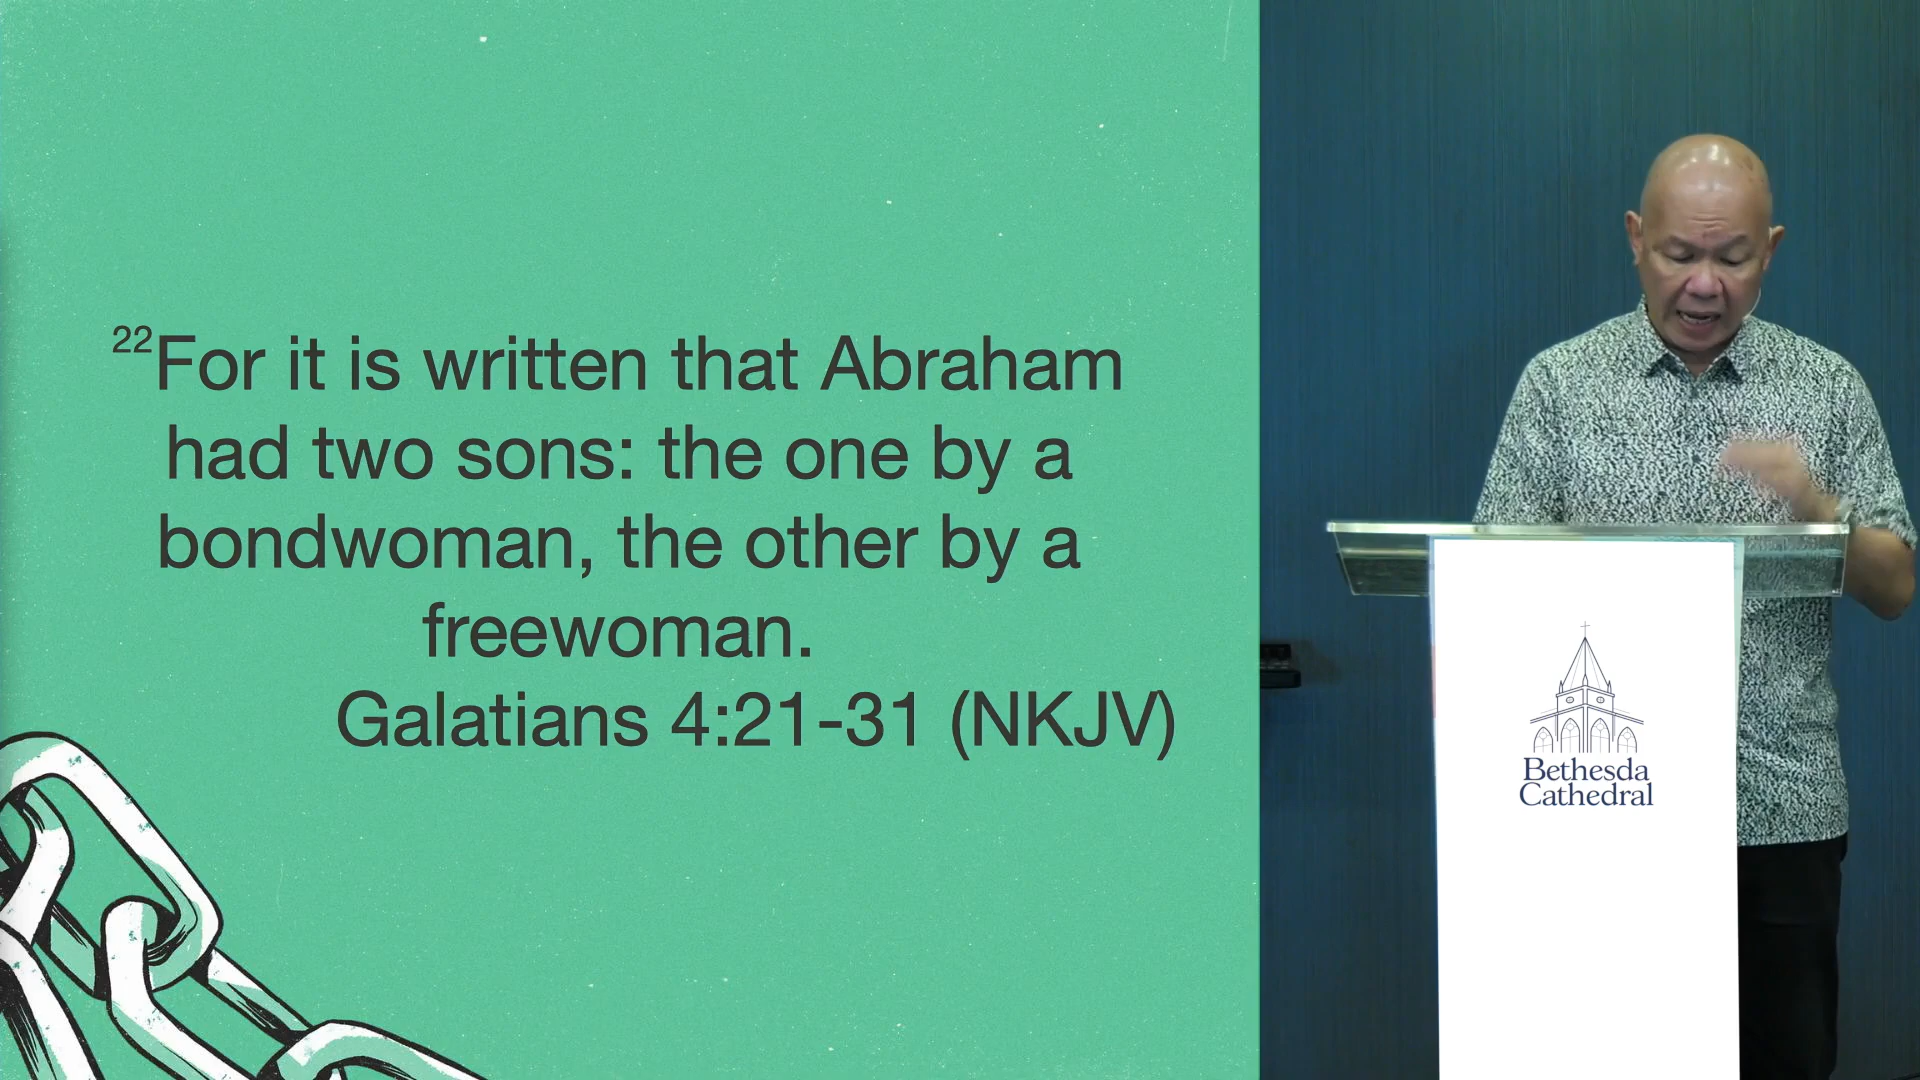 22For it is written that Abraham
had two sons: the one by a
bondwoman, the other by a
freewoman.
Galatians 4:21-31 (NKJV)
Bethesda
Cathedral